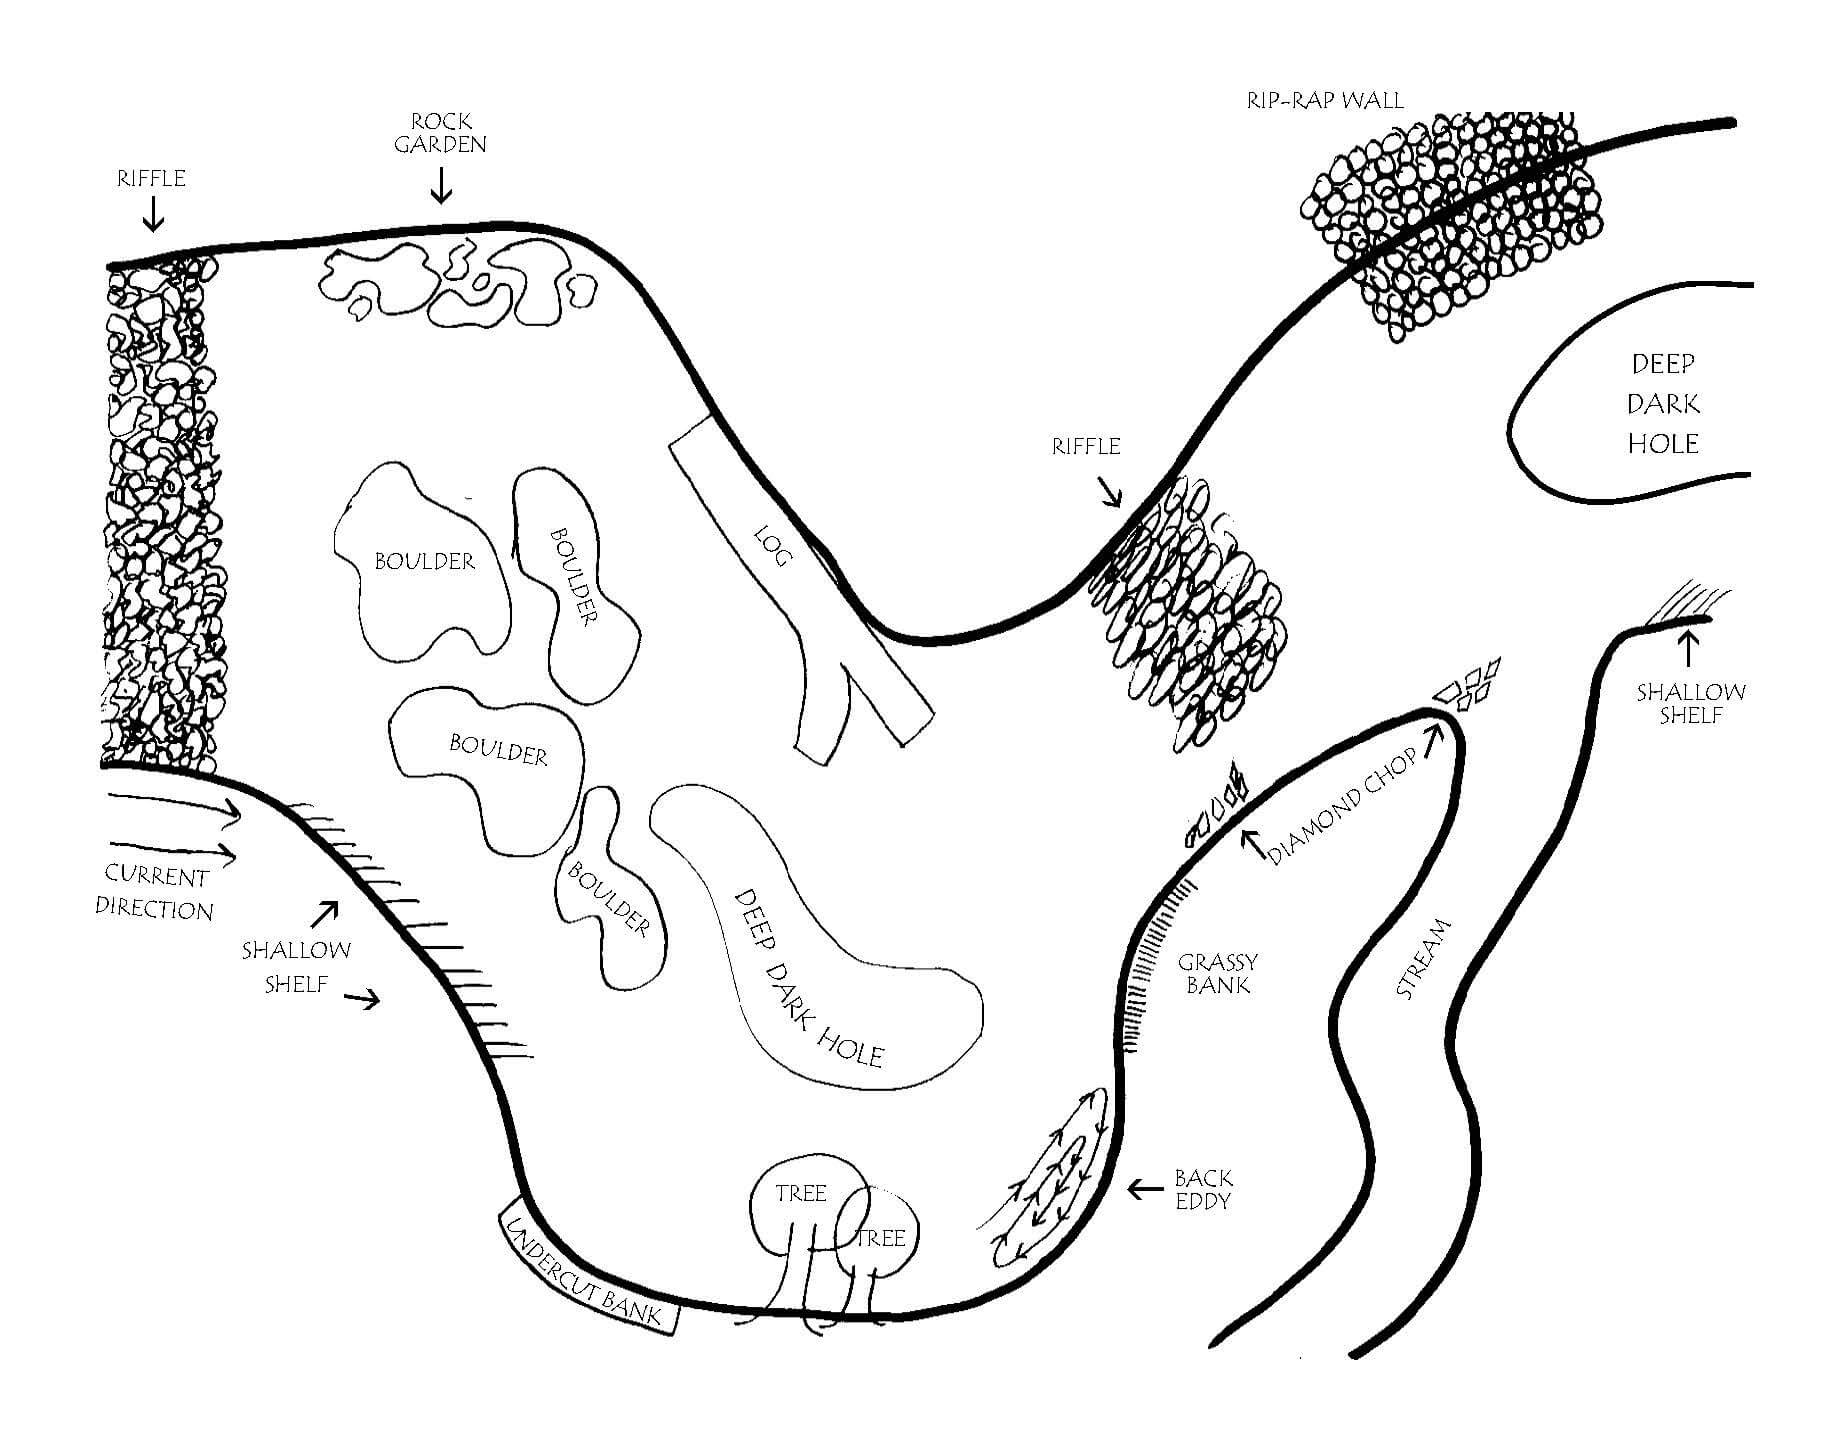 RIP-RAP WALL
ROCK
GARDEN
RIFFLE
DEEP
DARK
HOLE
RIFFLE
LOG
BOULDER
BOULDER
BOULDER
BOULDER
SHALLOW
SHELF
DIAMOND CHOP
CURRENT
DIRECTION
SHALLOW
SHELF
DEEP DARK HOLE
GRASSY
BANK
STREAM
BACK
EDDY
TREE
TREE
UNDERCUT BANK